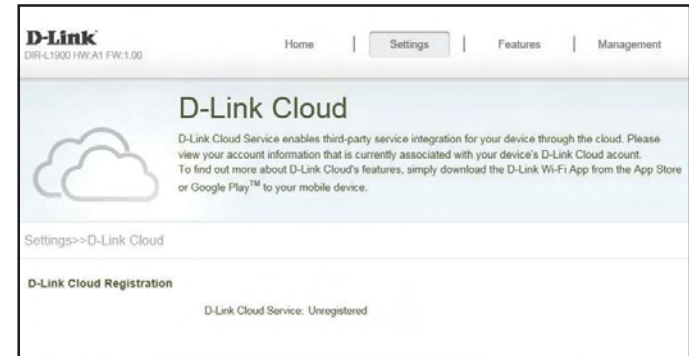 D-Link
DIR-L1900 HW:A1 FW:1.00
Home | Settings | Features | Management
D-Link Cloud
D-Link Cloud Service enables third-party service integration for your device through the cloud. Please
view your account information that is currently associated with your device's D-Link Cloud acount.
To find out more about D-Link Cloud's features, simply download the D-Link Wi-Fi App from the App Store
or Google Play™ to your mobile device.
Settings>>D-Link Cloud
D-Link Cloud Registration
D-Link Cloud Service: Unregistered